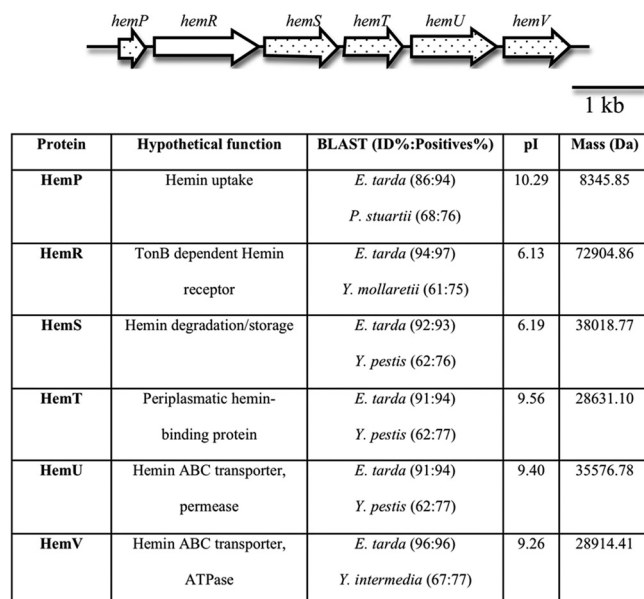 hemP hemR hemS hemT hemU hemV
1 kb
Protein Hypothetical function BLAST (ID%:Positives%) pI Mass (Da)
HemP Hemin uptake E. tarda (86:94) 10.29 8345.85
P. stuartii (68:76)
HemR TonB dependent Hemin E. tarda (94:97) 6.13 72904.86
receptor Y. mollaretii (61:75)
HemS Hemin degradation/storage E. tarda (92:93) 6.19 38018.77
Y. pestis (62:76)
HemT Periplasmatic hemin- E. tarda (91:94) 9.56 28631.10
binding protein Y. pestis (62:77)
HemU Hemin ABC transporter, E. tarda (91:94) 9.40 35576.78
permease Y. pestis (62:77)
HemV Hemin ABC transporter, E. tarda (96:96) 9.26 28914.41
ATPase Y. intermedia (67:77)